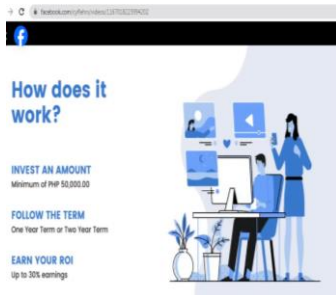 How does it
work?
INVEST AN AMOUNT
Minimum of PHP 50,000.00
FOLLOW THE TERM
One Year Term or Two Year Term
EARN YOUR ROI
Up to 30% earnings